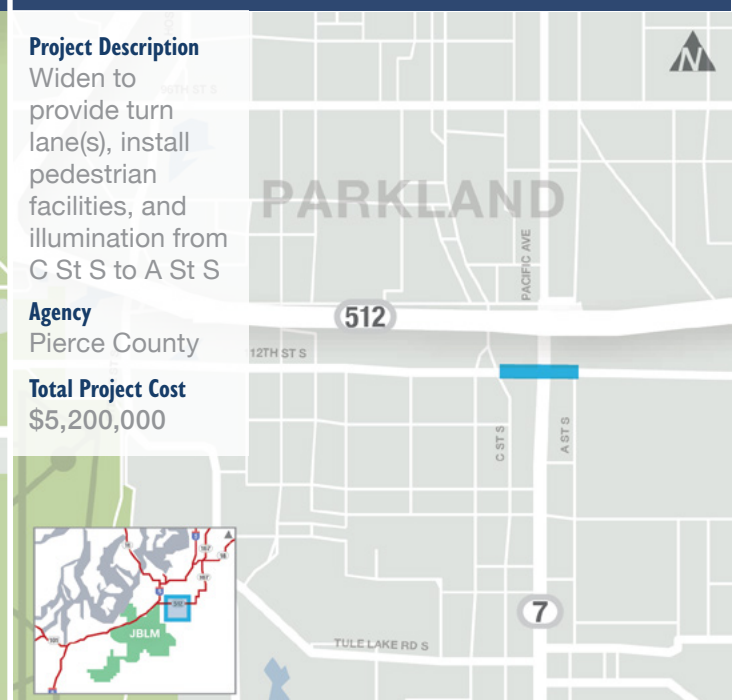 Project Description
Widen to
provide turn
lane(s), install
pedestrian
facilities, and
illumination from
C St S to A St S
Agency
Pierce County
Total Project Cost
$5,200,000
96TH ST S
N
PARKLAND
PACIFIC AVE
512
12TH ST S
C ST S
A ST S
7
TULE LAKE RD S
JBLM